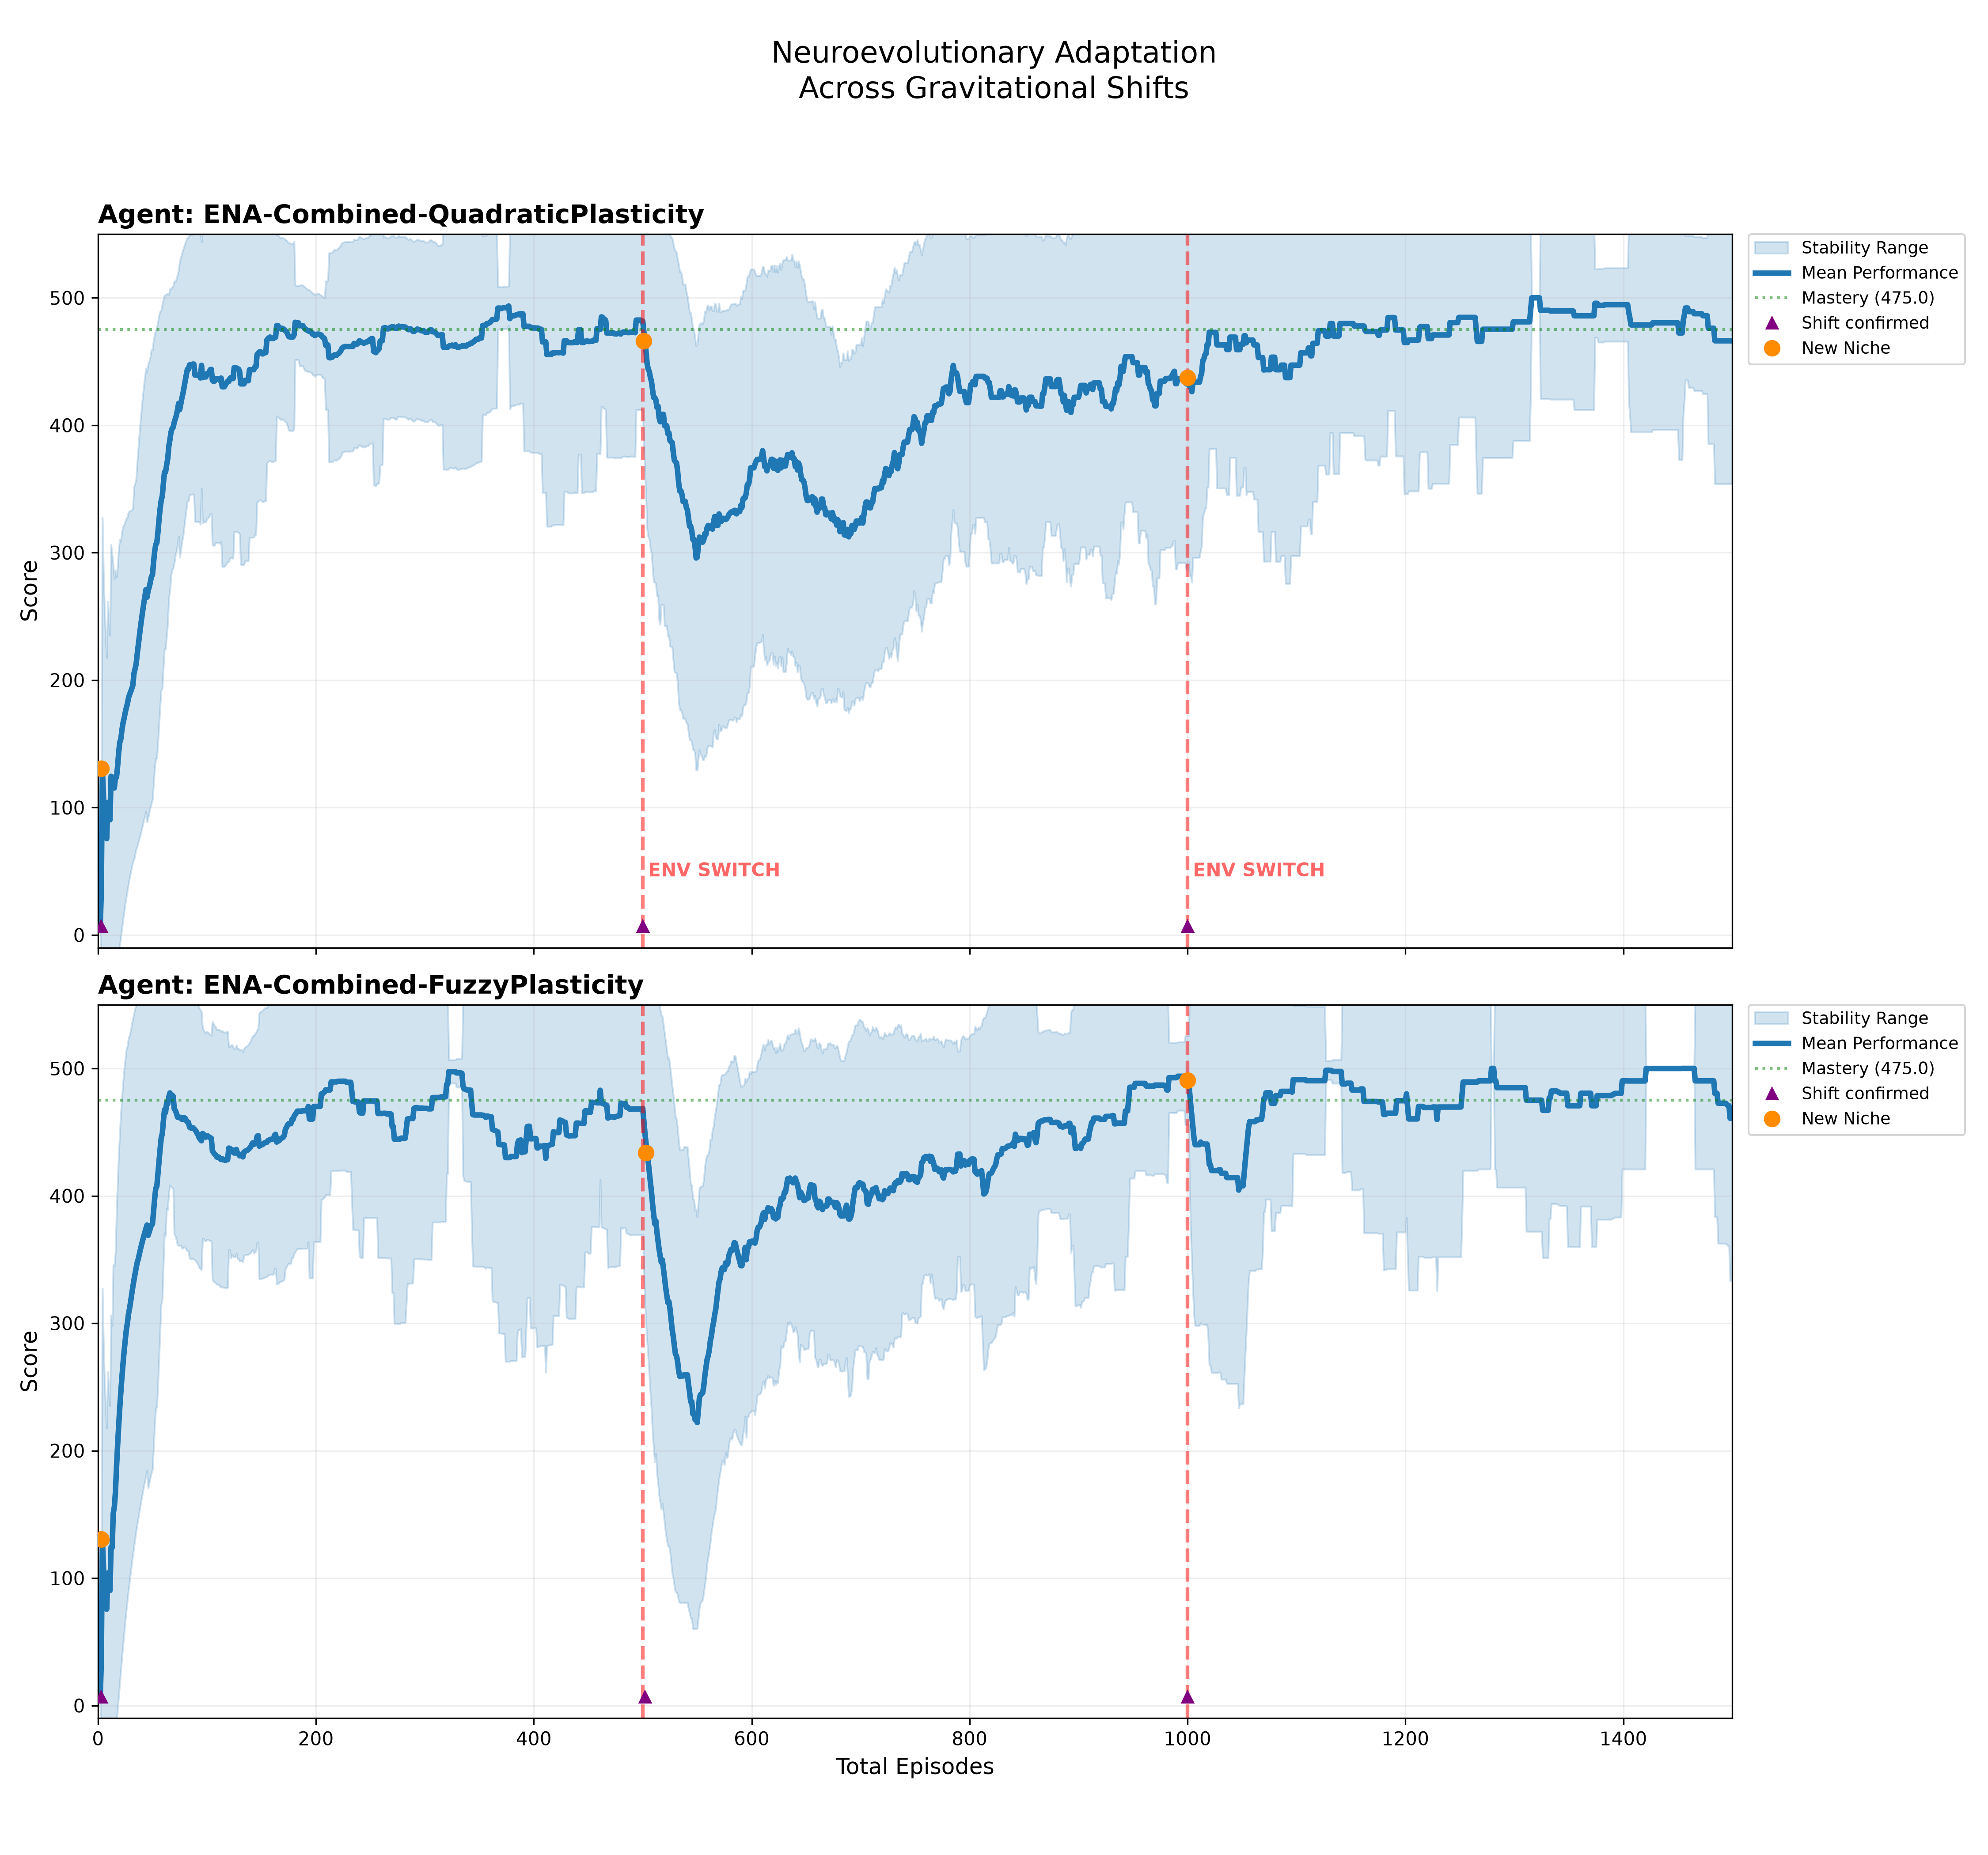 Neuroevolutionary Adaptation
Across Gravitational Shifts
Agent: ENA-Combined-QuadraticPlasticity
Score
500
400
300
200
100
0
ENV SWITCH
ENV SWITCH
Stability Range
Mean Performance
Mastery (475.0)
Shift confirmed
New Niche
Agent: ENA-Combined-FuzzyPlasticity
Score
500
400
300
200
100
0
Stability Range
Mean Performance
Mastery (475.0)
Shift confirmed
New Niche
0 200 400 600 800 1000 1200 1400
Total Episodes